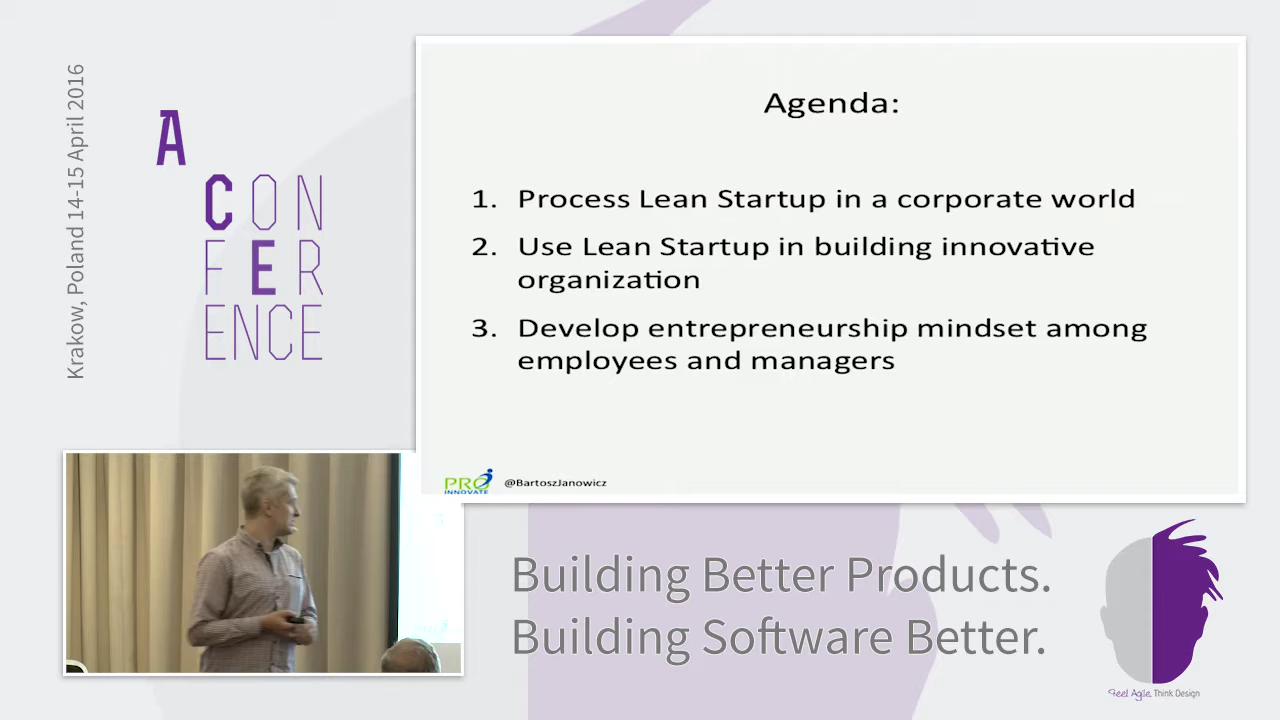 Krakow, Poland 14-15 April 2016
A
CON
FER
ENCE
Agenda:
1. Process Lean Startup in a corporate world
2. Use Lean Startup in building innovative
organization
3. Develop entrepreneurship mindset among
employees and managers
PRO
INNOVATE
@BartoszJanowicz
Building Better Products.
Building Software Better.
Feel Agile, Think Design